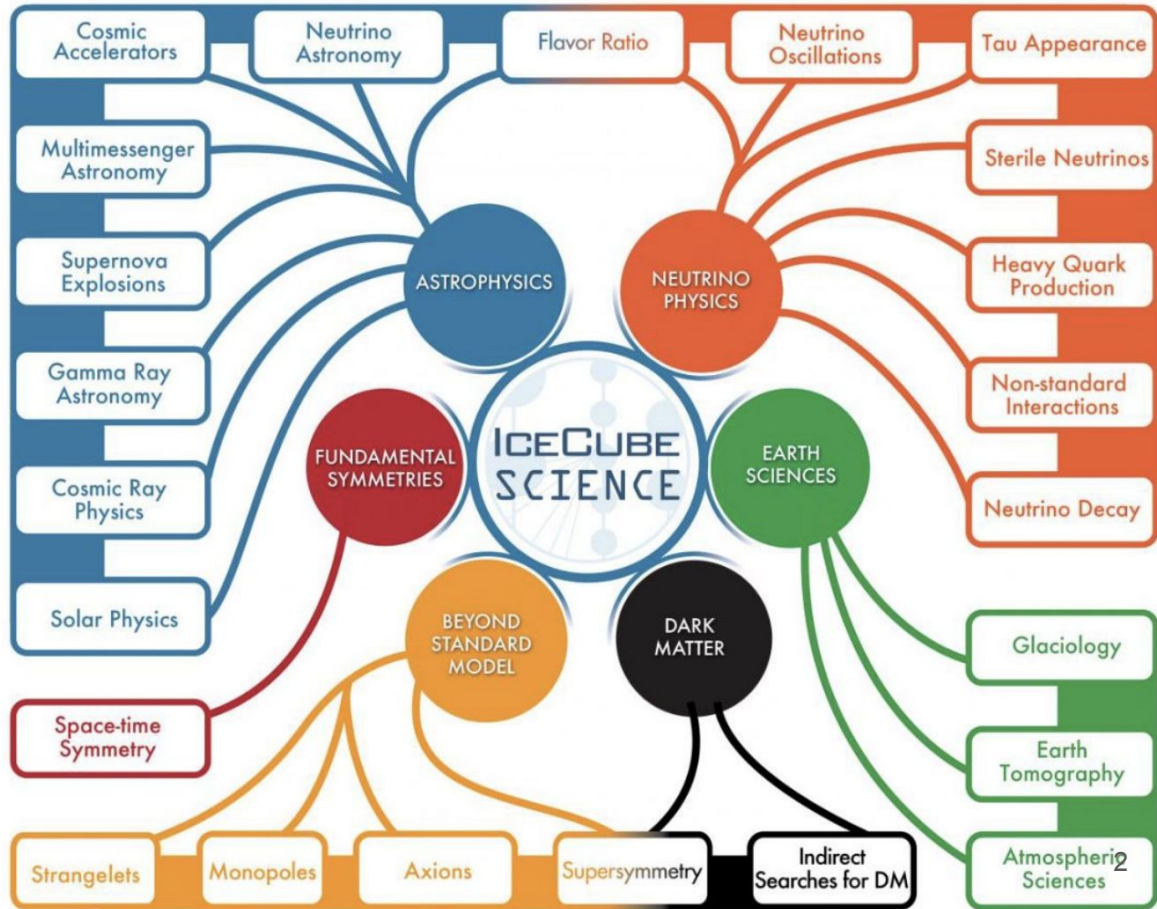 Cosmic
Accelerators
Neutrino
Astronomy
Flavor Ratio
Neutrino
Oscillations
Tau Appearance
Multimessenger
Astronomy
Sterile Neutrinos
Supernova
Explosions
ASTROPHYSICS
NEUTRINO
PHYSICS
Heavy Quark
Production
Gamma Ray
Astronomy
Non-standard
Interactions
FUNDAMENTAL
SYMMETRIES
ICECUBE
SCIENCE
EARTH
SCIENCES
Cosmic Ray
Physics
Neutrino Decay
Solar Physics
BEYOND
STANDARD
MODEL
DARK
MATTER
Glaciology
Space-time
Symmetry
Earth
Tomography
Strangelets
Monopoles
Axions
Supersymmetry
Indirect
Searches for DM
Atmospheric
Sciences
2